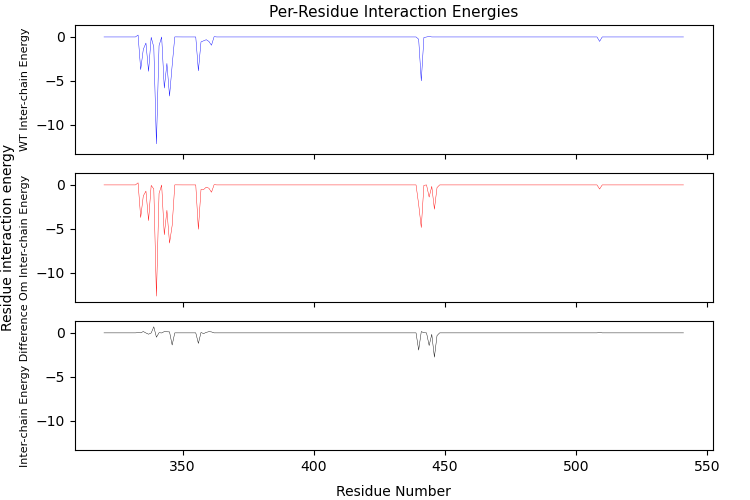 Per-Residue Interaction Energies
WT Inter-chain Energy
0
−5
−10
Residue interaction energy
Om Inter-chain Energy
0
−5
−10
Inter-chain Energy Difference
0
−5
−10
350 400 450 500 550
Residue Number